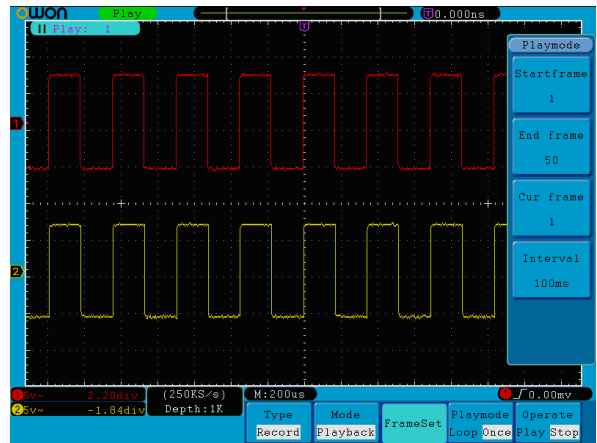 owon Play T 0.000ns
Play: 1
T
Playmode
Startframe
1
End frame
50
Cur frame
1
Interval
100ms
1
2
1 5v~ 2.20div (250KS/s) M:200us 1 0.00mv
2 5v~ -1.84div Depth:1K
Type Mode FrameSet Playmode Operate
Record Playback Loop Once Play Stop